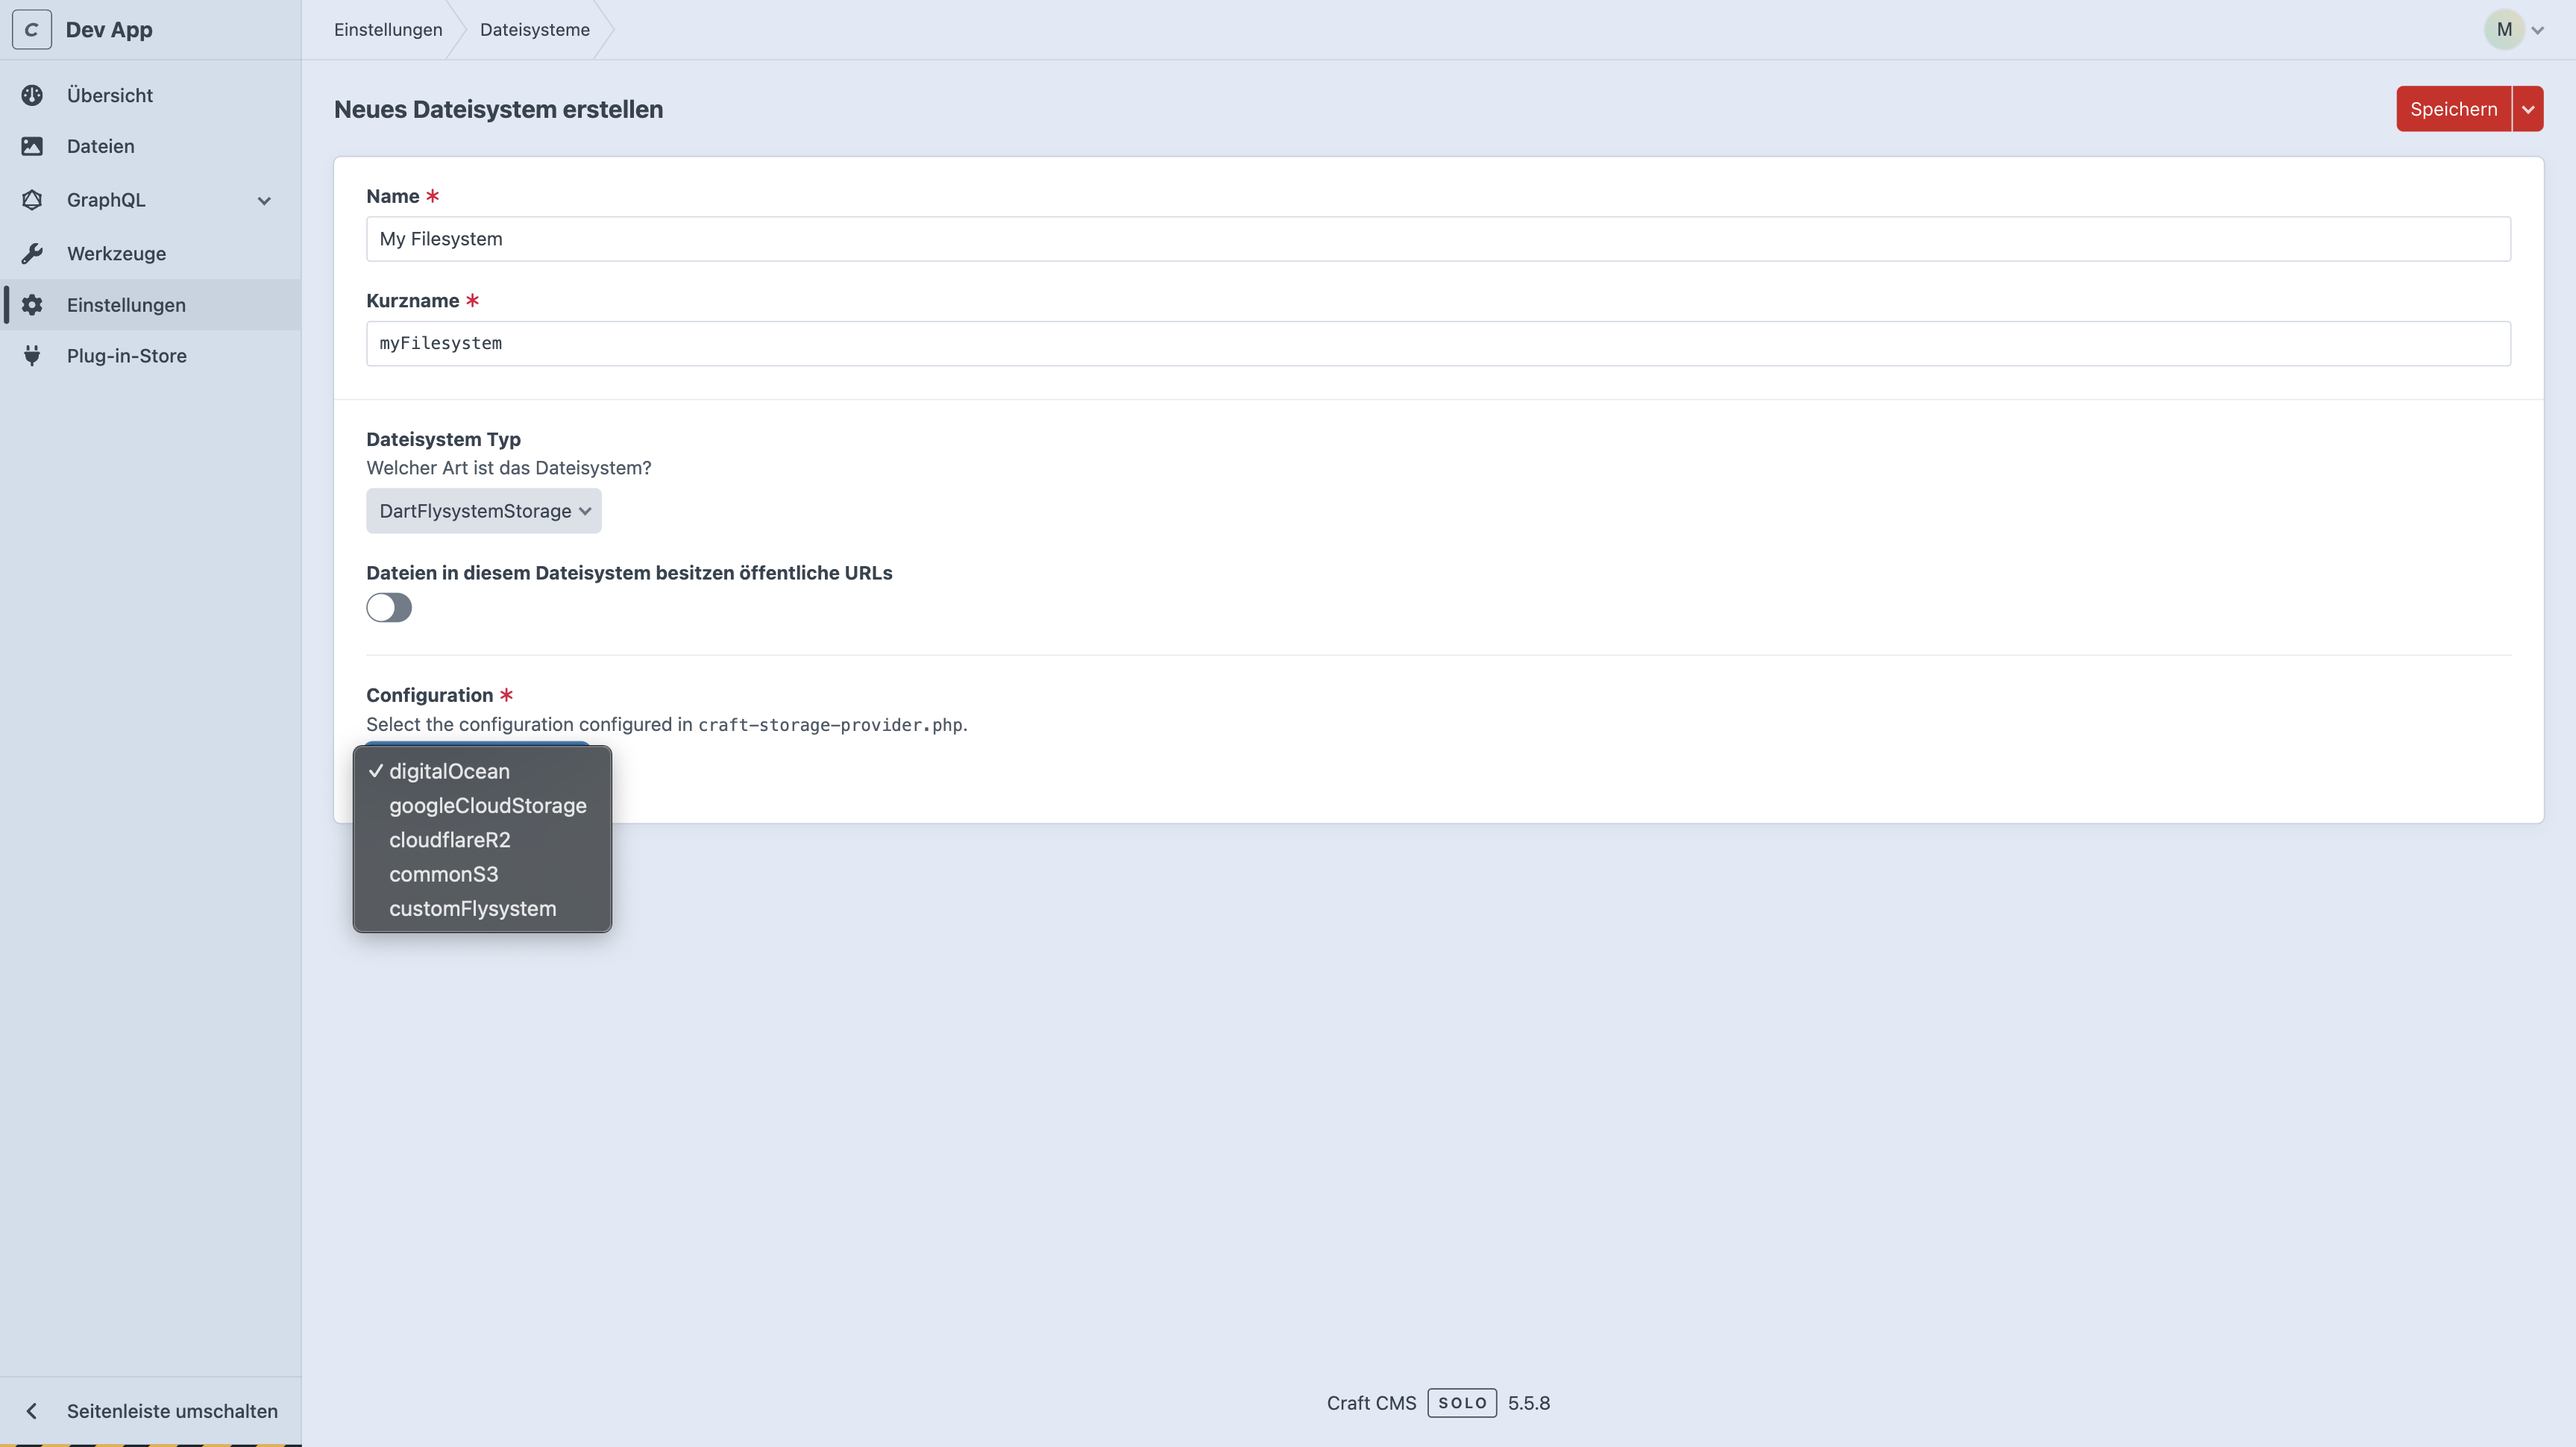 C Dev App
Übersicht
Dateien
GraphQL
Werkzeuge
Einstellungen
Plug-in-Store
Seitenleiste umschalten
Einstellungen Dateisysteme
M
Neues Dateisystem erstellen
Speichern
Name *
My Filesystem
Kurzname *
myFilesystem
Dateisystem Typ
Welcher Art ist das Dateisystem?
DartFlysystemStorage
Dateien in diesem Dateisystem besitzen öffentliche URLs
Configuration *
Select the configuration configured in craft-storage-provider.php.
✓ digitalOcean
googleCloudStorage
cloudflareR2
commonS3
customFlysystem
Craft CMS SOLO 5.5.8